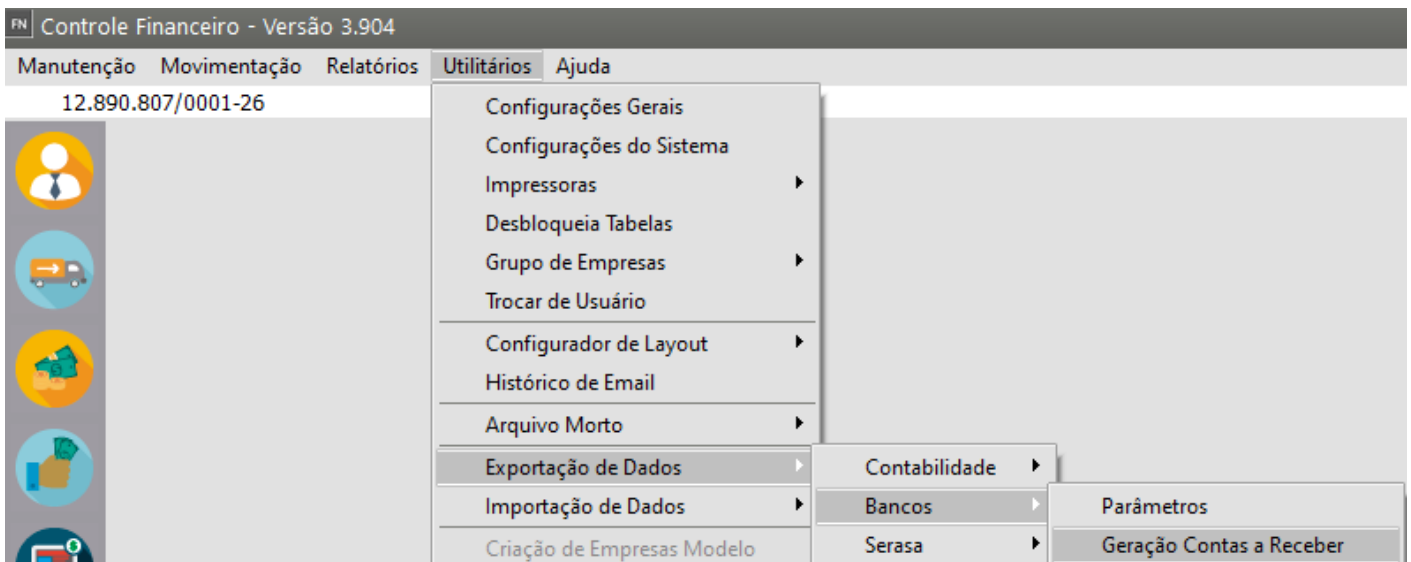 FN Controle Financeiro - Versão 3.904
Manutenção Movimentação Relatórios Utilitários Ajuda
12.890.807/0001-26
Configurações Gerais
Configurações do Sistema
Impressoras
Desbloqueia Tabelas
Grupo de Empresas
Trocar de Usuário
Configurador de Layout
Histórico de Email
Arquivo Morto
Exportação de Dados Contabilidade
Importação de Dados Bancos Parâmetros
Criação de Empresas Modelo Serasa Geração Contas a Receber